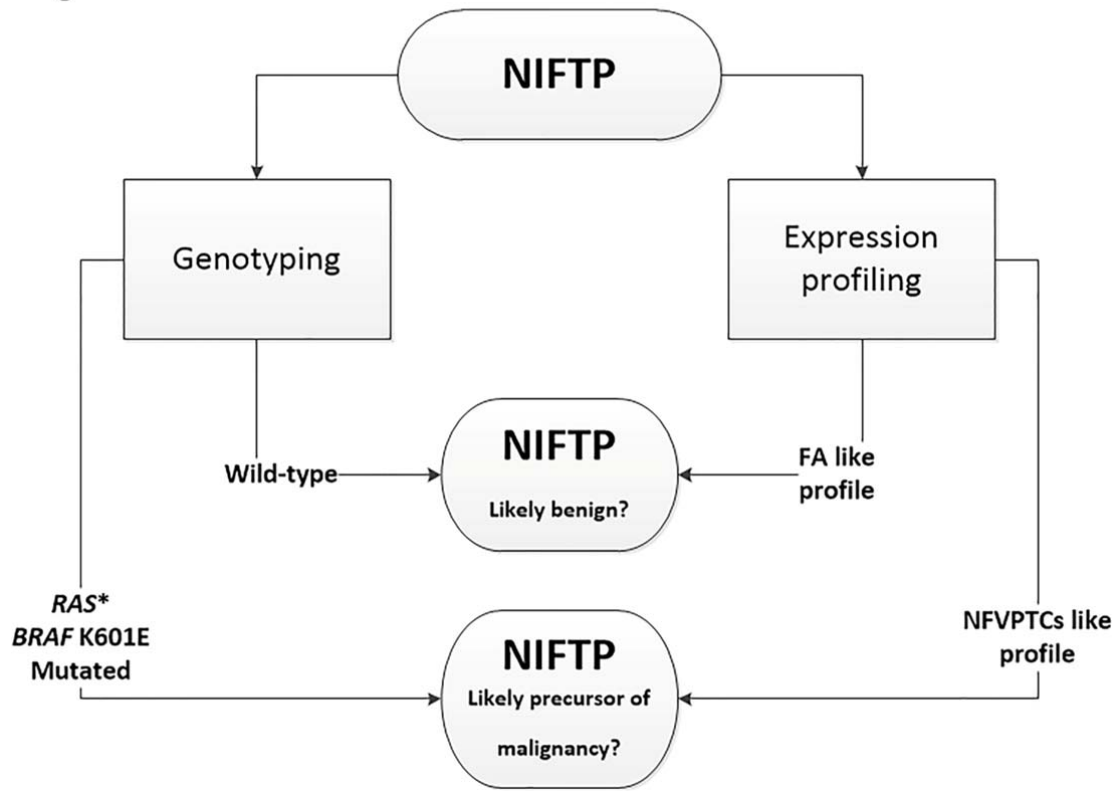 NIFTP
Genotyping
Expression
profiling
NIFTP
Likely benign?
Wild-type
FA like
profile
RAS*
BRAF K601E
Mutated
NIFTP
Likely precursor of
malignancy?
NFVPTCs like
profile